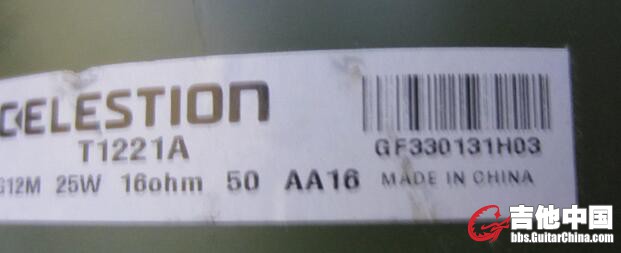 CELESTION
T1221A
G12M 25W 16ohm 50 AA16
GF330131H03
MADE IN CHINA
吉他中国
bbs.GuitarChina.com